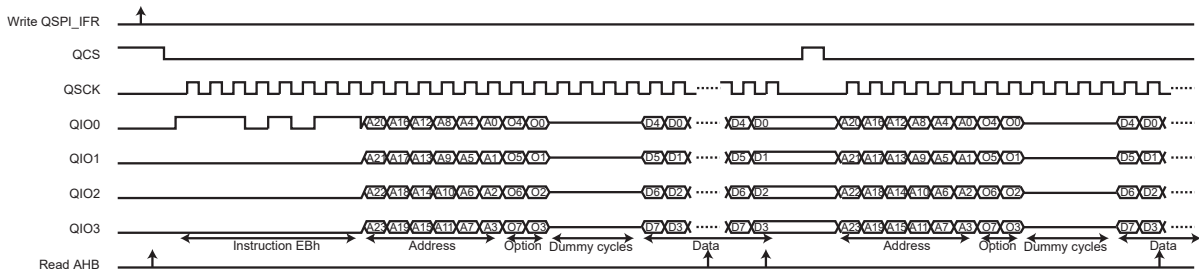 Write QSPI_IFR
QCS
QSCK
QIO0 A20 A16 A12 A8 A4 A0 O4 O0 D4 D0 D4 D0 A20 A16 A12 A8 A4 A0 O4 O0 D4 D0
QIO1 A21 A17 A13 A9 A5 A1 O5 O1 D5 D1 D5 D1 A21 A17 A13 A9 A5 A1 O5 O1 D5 D1
QIO2 A22 A18 A14 A10 A6 A2 O6 O2 D6 D2 D6 D2 A22 A18 A14 A10 A6 A2 O6 O2 D6 D2
QIO3 A23 A19 A15 A11 A7 A3 O7 O3 D7 D3 D7 D3 A23 A19 A15 A11 A7 A3 O7 O3 D7 D3
Instruction EBh Address Option Dummy cycles Data Address Option Dummy cycles Data
Read AHB